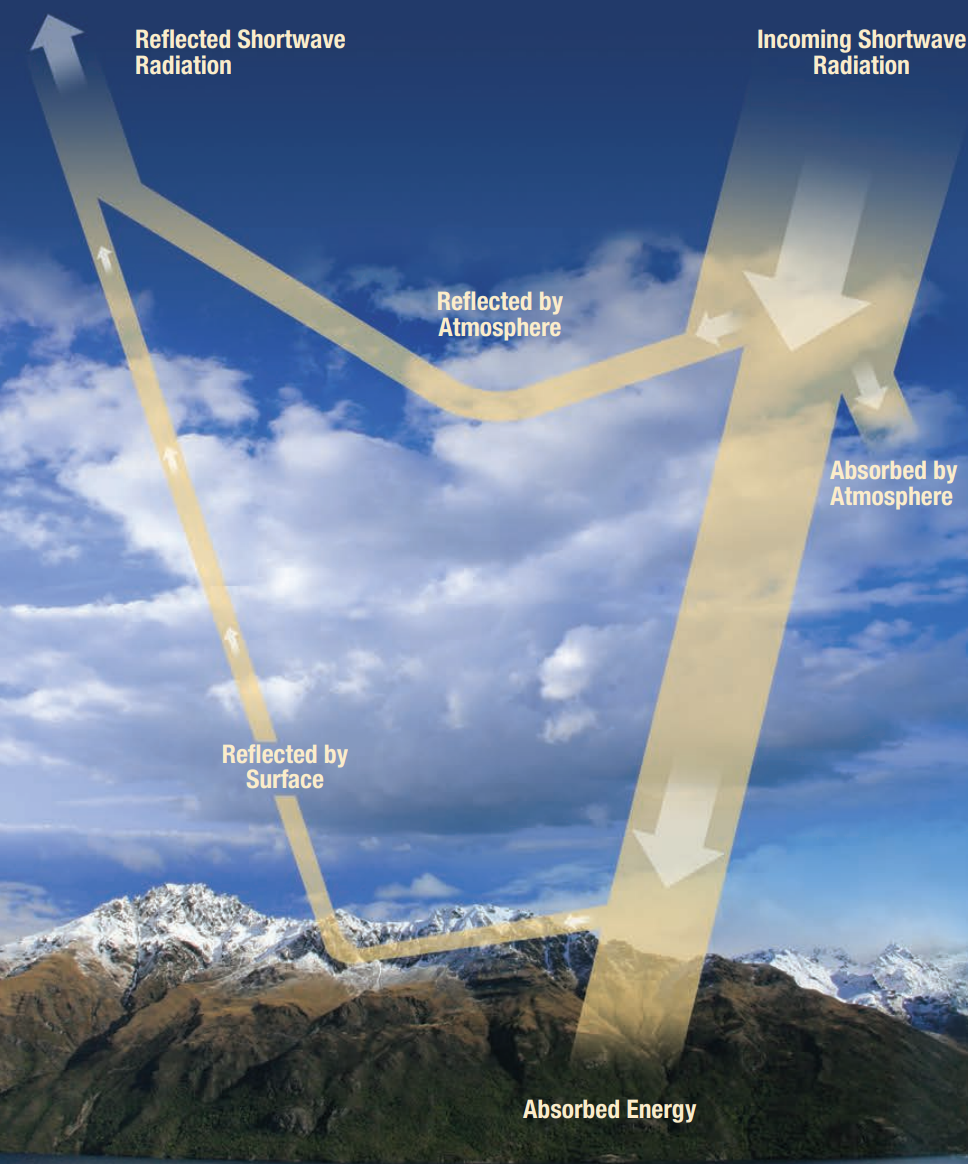 Reflected Shortwave
Radiation
Incoming Shortwave
Radiation
Reflected by
Atmosphere
Absorbed by
Atmosphere
Reflected by
Surface
Absorbed Energy